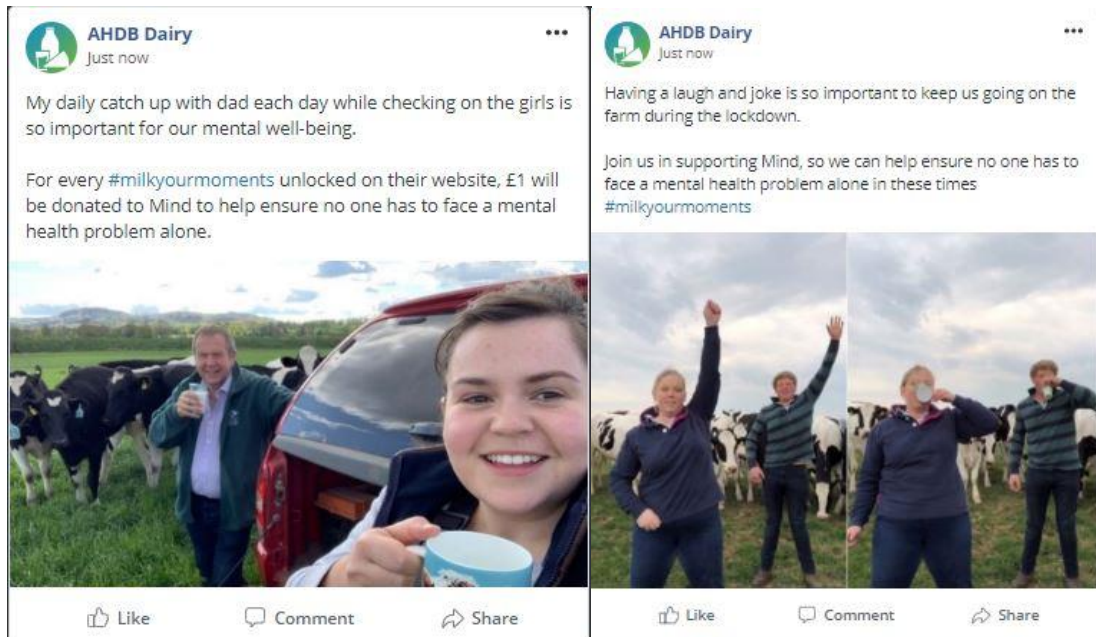 AHDB Dairy
Just now
My daily catch up with dad each day while checking on the girls is
so important for our mental well-being.
For every #milkyourmoments unlocked on their website, £1 will
be donated to Mind to help ensure no one has to face a mental
health problem alone.
Like
Comment
Share
AHDB Dairy
Just now
Having a laugh and joke is so important to keep us going on the
farm during the lockdown.
Join us in supporting Mind, so we can help ensure no one has to
face a mental health problem alone in these times
#milkyourmoments
Like
Comment
Share